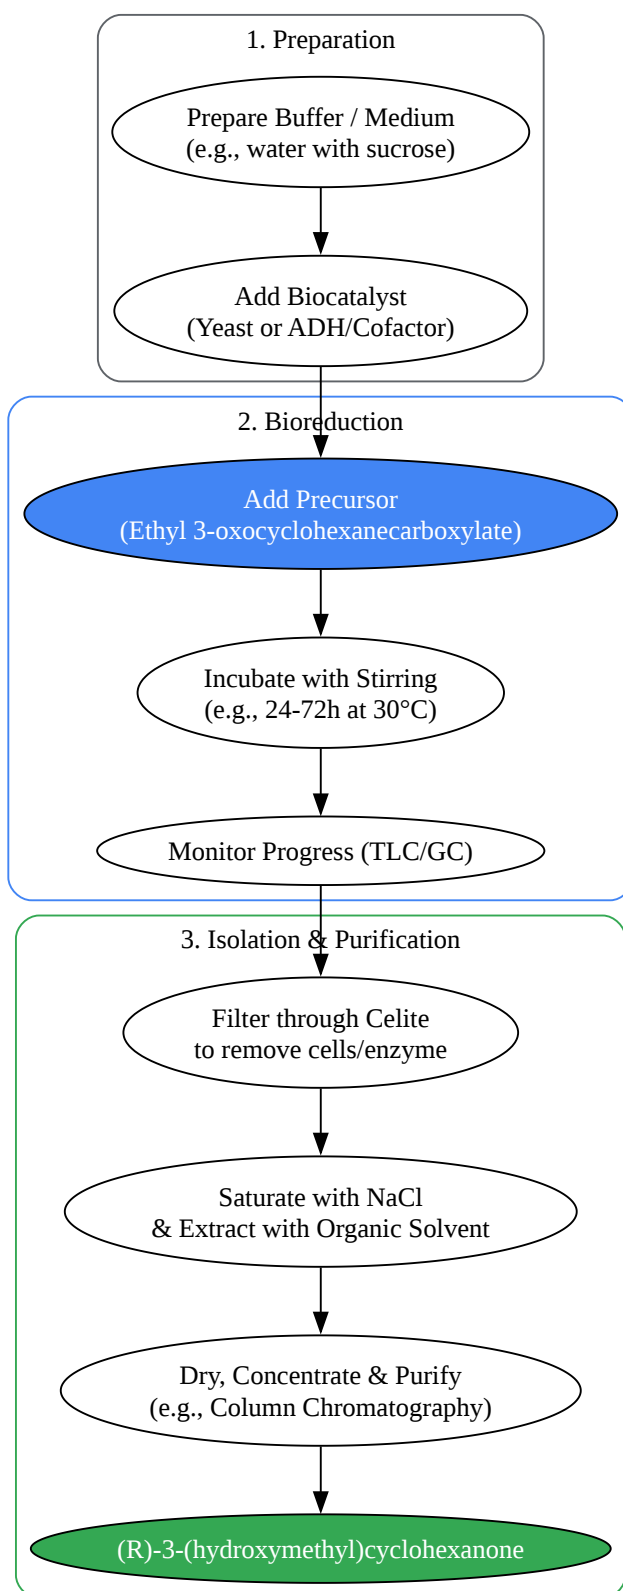 1. Preparation
Prepare Buffer / Medium
(e.g., water with sucrose)
Add Biocatalyst
(Yeast or ADH/Cofactor)
2. Bioreduction
Add Precursor
(Ethyl 3-oxocyclohexanecarboxylate)
Incubate with Stirring
(e.g., 24-72h at 30°C)
Monitor Progress (TLC/GC)
3. Isolation & Purification
Filter through Celite
to remove cells/enzyme
Saturate with NaCl
& Extract with Organic Solvent
Dry, Concentrate & Purify
(e.g., Column Chromatography)
(R)-3-(hydroxymethyl)cyclohexanone